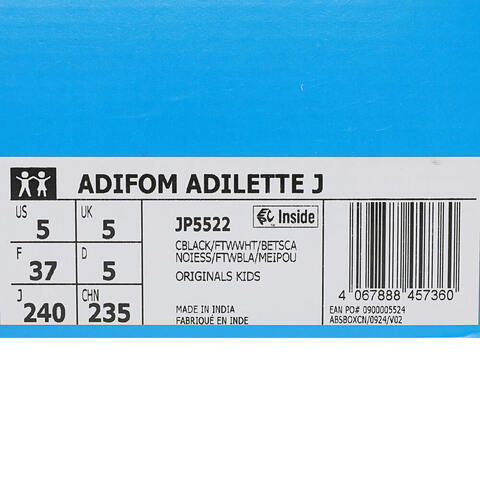 ADIFOM ADILETTE J
US 5 UK 5
F 37 D 5
J 240 CHN 235
JP5522
Inside
CBLACK/FTWWHT/BETSCA
NOIESS/FTWBLA/MEIPOU
ORIGINALS KIDS
MADE IN INDIA
FABRIQUÉ EN INDE
4 067888 457360
EAN PO# 0900005524
ABSBOXCN/0924/V02